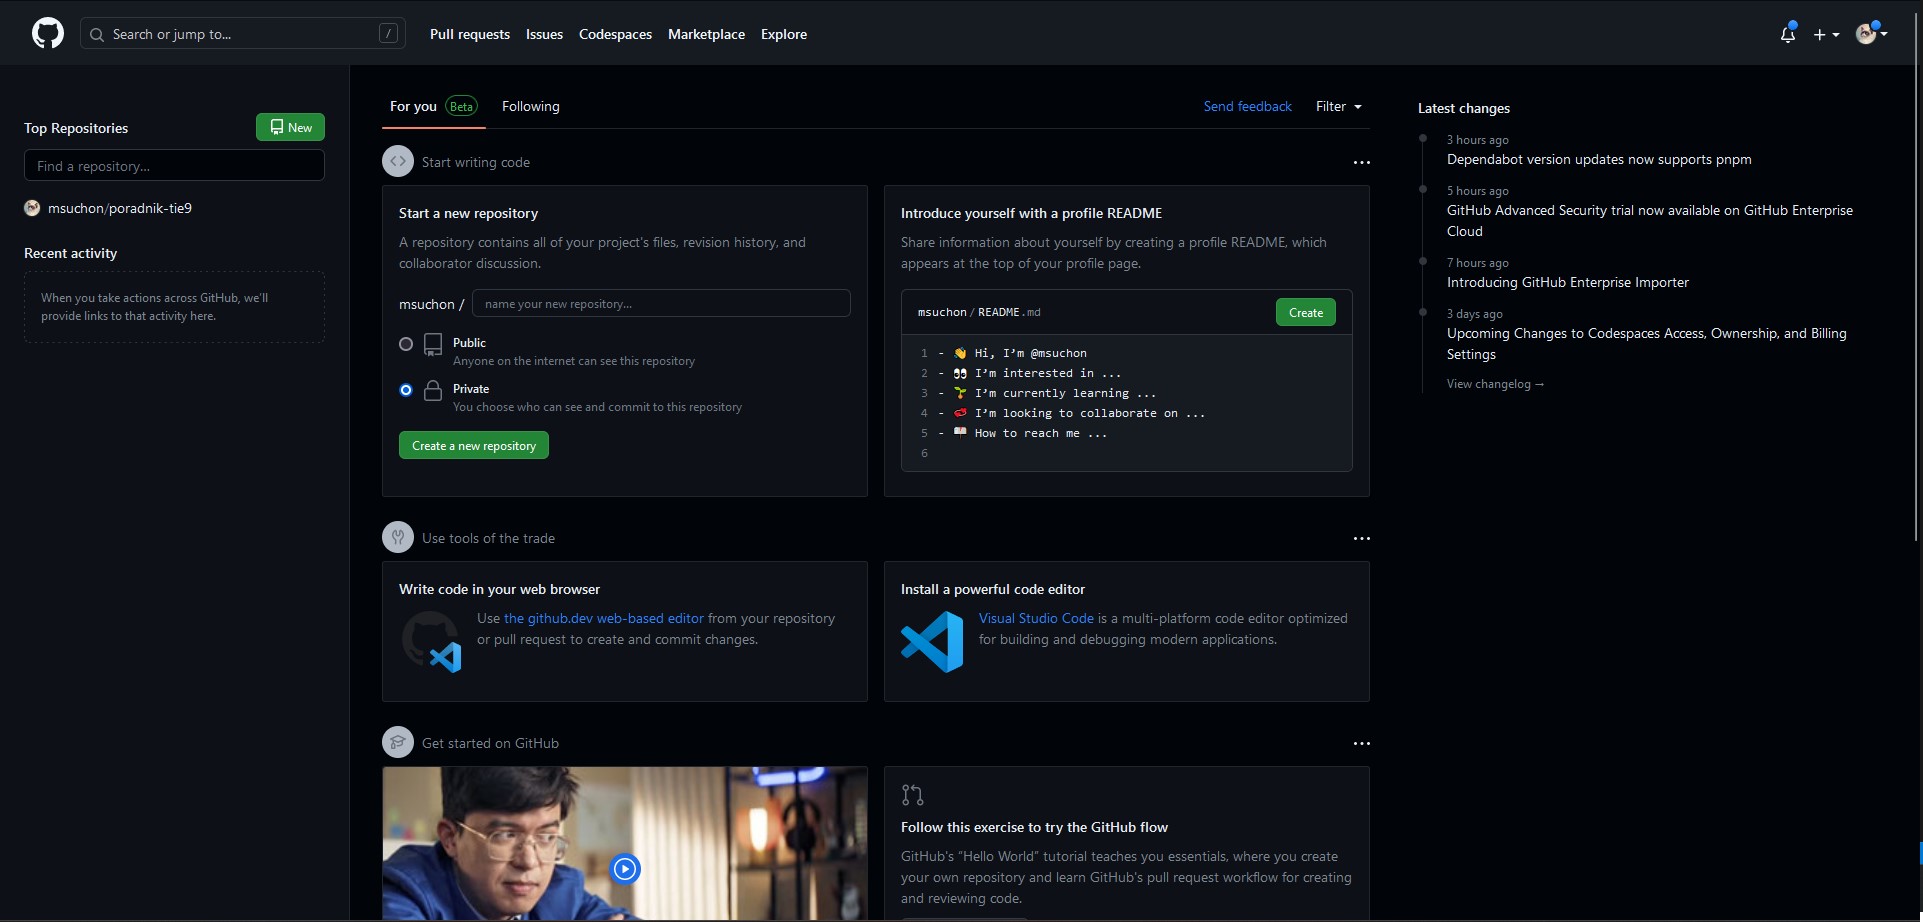 Search or jump to...
/
Pull requests
Issues
Codespaces
Marketplace
Explore
Top Repositories
New
Find a repository...
msuchon/poradnik-tie9
Recent activity
When you take actions across GitHub, we'll
provide links to that activity here.
For you
Beta
Following
Send feedback
Filter
Start writing code
Start a new repository
A repository contains all of your project's files, revision history, and
collaborator discussion.
msuchon /
name your new repository...
Public
Anyone on the internet can see this repository
Private
You choose who can see and commit to this repository
Create a new repository
Introduce yourself with a profile README
Share information about yourself by creating a profile README, which
appears at the top of your profile page.
msuchon / README.md
Create
1 - 👋 Hi, I'm @msuchon
2 - 👀 I'm interested in ...
3 - 🌱 I'm currently learning ...
4 - 💞️ I'm looking to collaborate on ...
5 - 📫 How to reach me ...
6
Use tools of the trade
Write code in your web browser
Use the github.dev web-based editor from your repository
or pull request to create and commit changes.
Install a powerful code editor
Visual Studio Code is a multi-platform code editor optimized
for building and debugging modern applications.
Get started on GitHub
Follow this exercise to try the GitHub flow
GitHub's “Hello World” tutorial teaches you essentials, where you create
your own repository and learn GitHub's pull request workflow for creating
and reviewing code.
Latest changes
3 hours ago
Dependabot version updates now supports pnpm
5 hours ago
GitHub Advanced Security trial now available on GitHub Enterprise
Cloud
7 hours ago
Introducing GitHub Enterprise Importer
3 days ago
Upcoming Changes to Codespaces Access, Ownership, and Billing
Settings
View changelog →